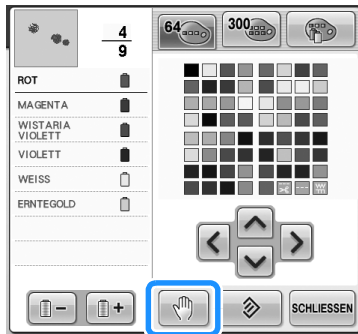 4
9
64
300
ROT
MAGENTA
WISTARIA
VIOLETT
VIOLETT
WEISS
ERNTEGOLD
SCHLIESSEN